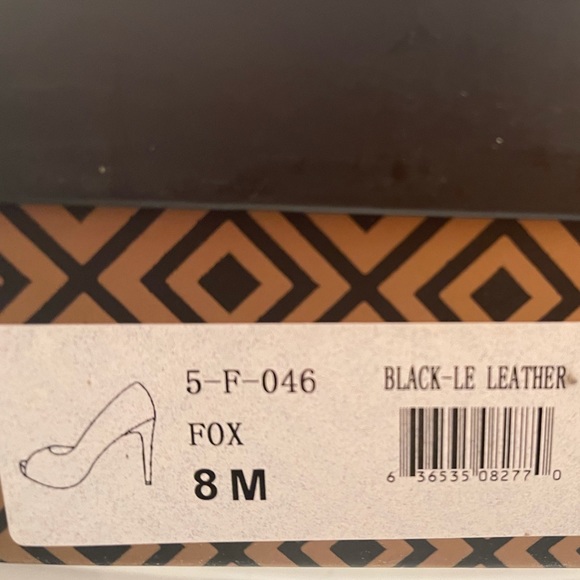 5-F-046
BLACK-LE LEATHER
FOX
8 M
6 36535 08277 0